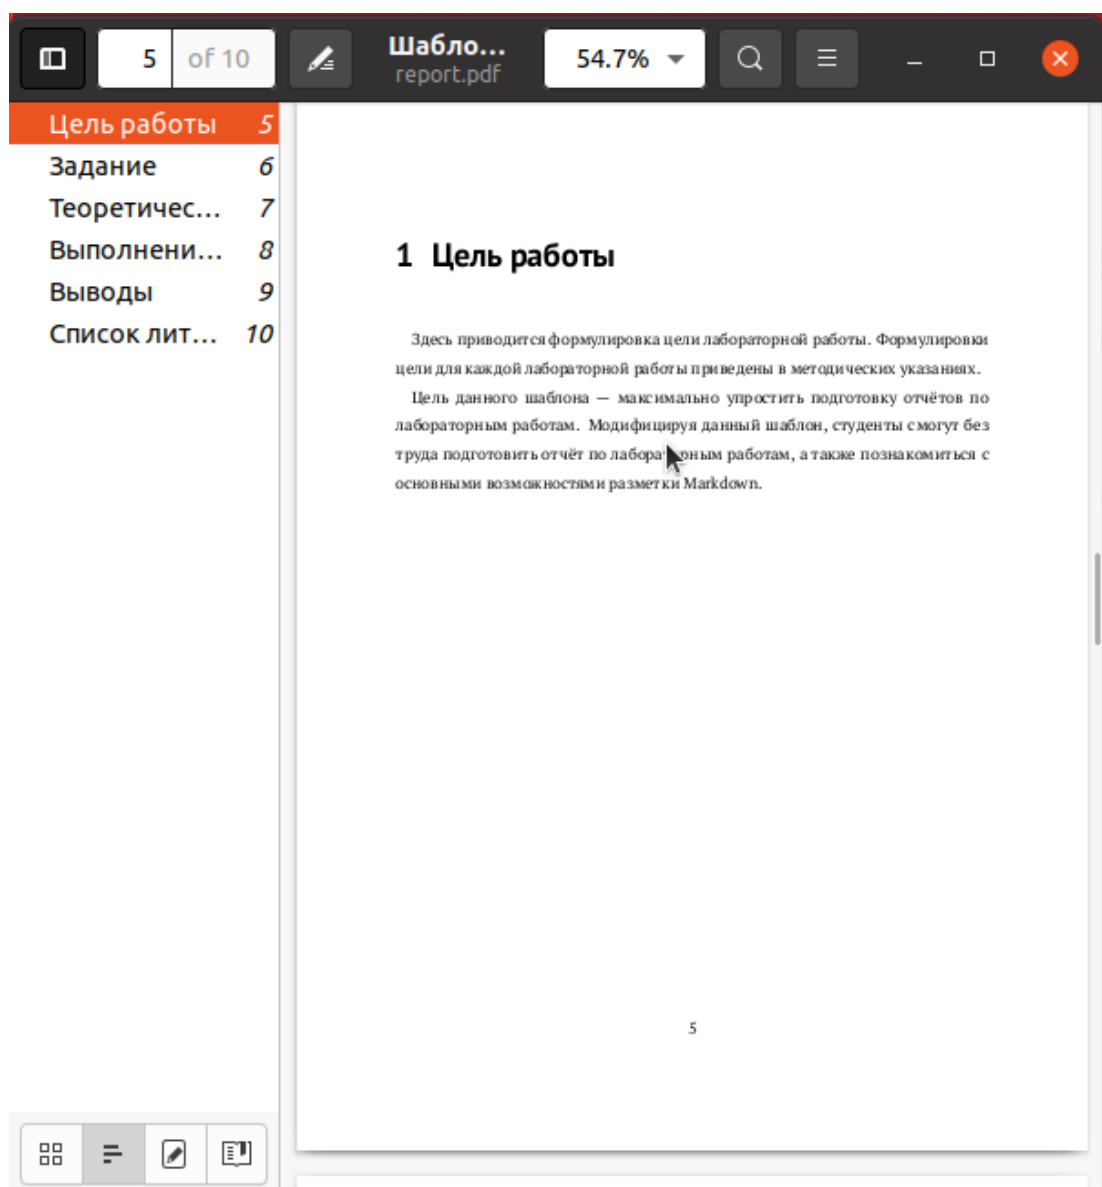 5 of 10
Шабло...
report.pdf
54.7%
Цель работы 5
Задание 6
Теоретичес... 7
Выполнени... 8
Выводы 9
Список лит... 10
1 Цель работы
Здесь приводится формулировка цели лабораторной работы. Формулировки
цели для каждой лабораторной работы приведены в методических указаниях.
Цель данного шаблона — максимально упростить подготовку отчётов по
лабораторным работам. Модифицируя данный шаблон, студенты смогут без
труда подготовить отчёт по лабораторным работам, а также познакомиться с
основными возможностями разметки Markdown.
5